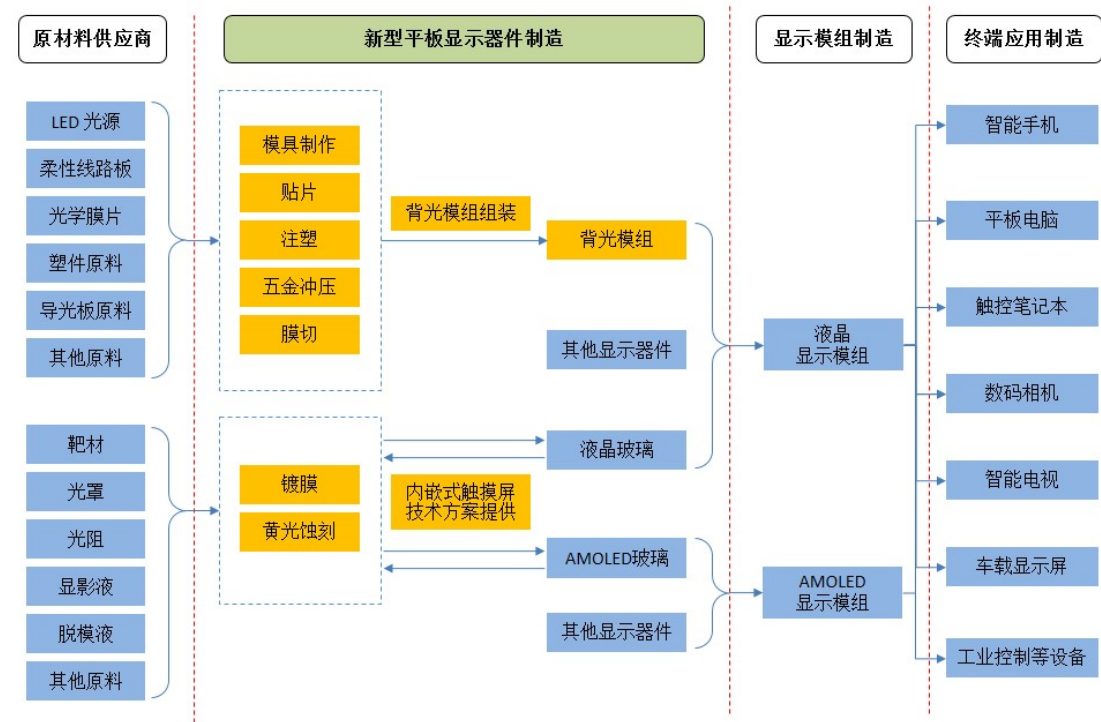 原材料供应商
新型平板显示器件制造
显示模组制造
终端应用制造
LED 光源
柔性线路板
光学膜片
塑件原料
导光板原料
其他原料
模具制作
贴片
注塑
五金冲压
膜切
背光模组组装
背光模组
其他显示器件
液晶
显示模组
靶材
光罩
光阻
显影液
脱模液
其他原料
镀膜
黄光蚀刻
内嵌式触摸屏
技术方案提供
液晶玻璃
AMOLED玻璃
其他显示器件
AMOLED
显示模组
智能手机
平板电脑
触控笔记本
数码相机
智能电视
车载显示屏
工业控制等设备